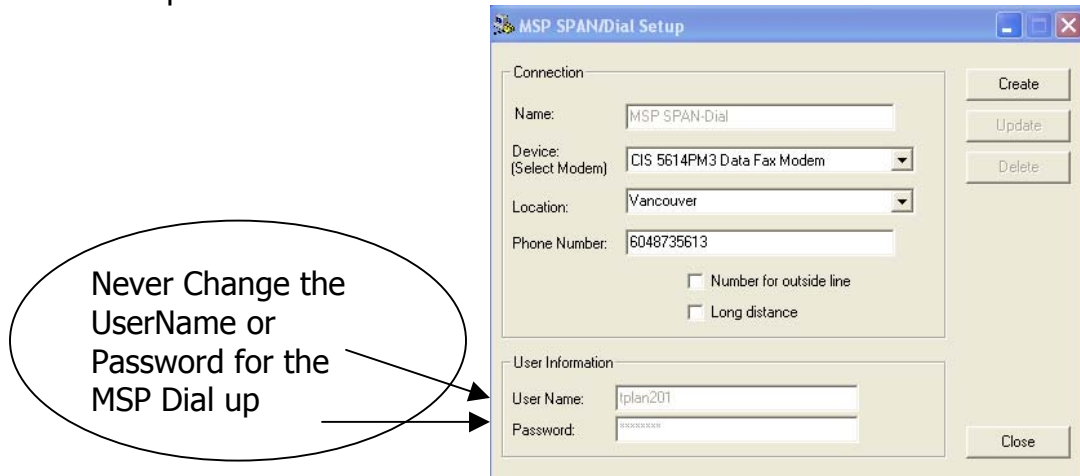 MSP SPAN/Dial Setup
Connection
Create
Name: MSP SPAN-Dial
Update
Device:
(Select Modem) CIS 5614PM3 Data Fax Modem
Delete
Location: Vancouver
Phone Number: 6048735613
Number for outside line
Long distance
User Information
User Name: tplan201
Password: ××××××××
Close
Never Change the
UserName or
Password for the
MSP Dial up